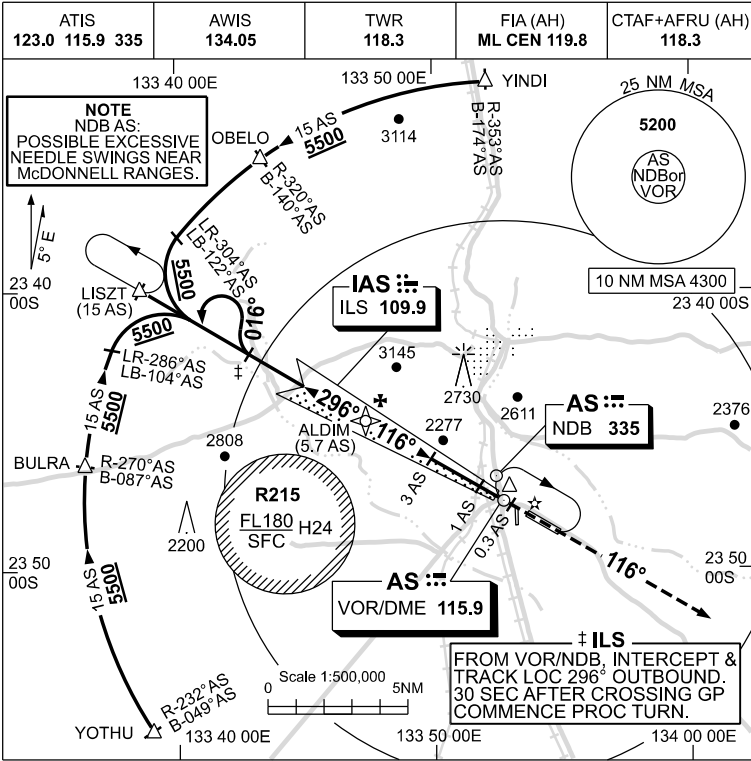 ATIS
123.0 115.9 335
AWIS
134.05
TWR
118.3
FIA (AH)
ML CEN 119.8
CTAF+AFRU (AH)
118.3
133 40 00E
133 50 00E
YINDI
25 NM MSA
5200
AS
NDBor
VOR
10 NM MSA 4300
NOTE
NDB AS:
POSSIBLE EXCESSIVE
NEEDLE SWINGS NEAR
McDONNELL RANGES.
OBELO
15 AS
5500
3114
R-353°AS
B-174°AS
R-320°AS
B-140°AS
5° E
LR-304°AS
LB-122°AS
23 40
00S
23 40
00S
LISZT
(15 AS)
5500
5500
016°
‡
IAS
ILS 109.9
LR-286°AS
LB-104°AS
15 AS
5500
3145
2730
2611
2376
296°
116°
ALDIM
(5.7 AS)
2277
AS
NDB 335
BULRA
R-270°AS
B-087°AS
2808
3 AS
1 AS
0.3 AS
R215
FL180
SFC
H24
2200
23 50
00S
23 50
00S
116°
15 AS
5500
AS
VOR/DME 115.9
‡ ILS
FROM VOR/NDB, INTERCEPT &
TRACK LOC 296° OUTBOUND.
30 SEC AFTER CROSSING GP
COMMENCE PROC TURN.
Scale 1:500,000
0
5NM
R-232°AS
B-049°AS
YOTHU
133 40 00E
133 50 00E
134 00 00E